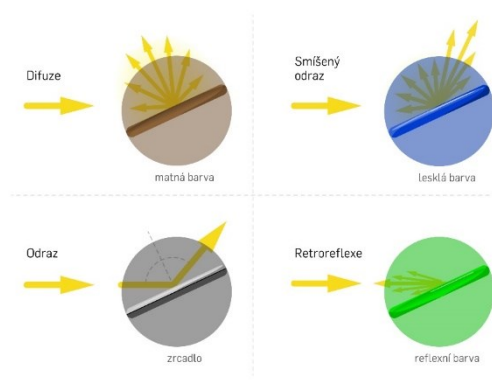 Difuze
matná barva
Smíšený
odraz
lesklá barva
Odraz
zrcadlo
Retroreflexe
reflexní barva